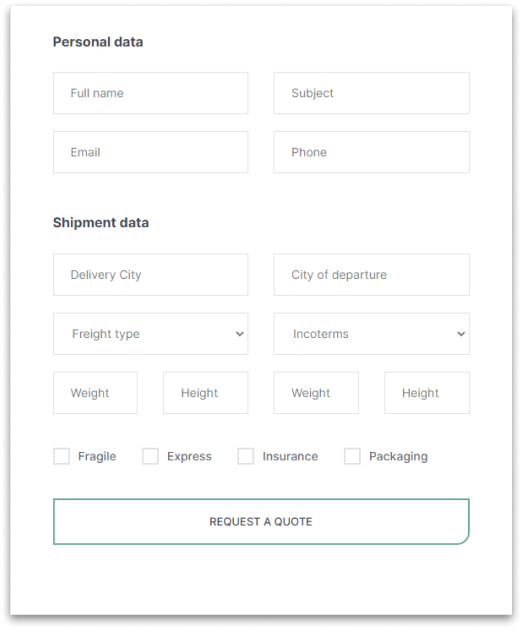 Personal data
Full name Subject
Email Phone
Shipment data
Delivery City City of departure
Freight type Incoterms
Weight Height Weight Height
Fragile Express Insurance Packaging
REQUEST A QUOTE